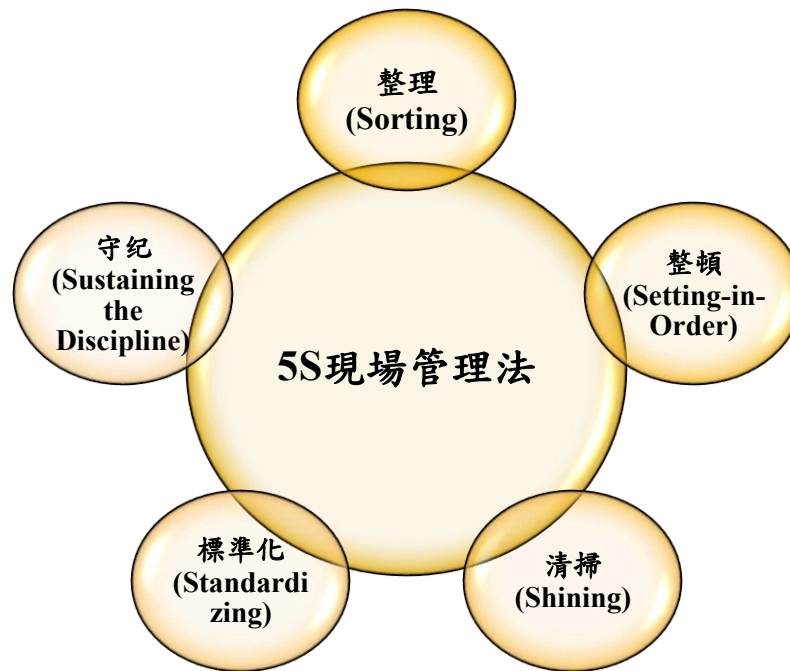 整理
(Sorting)
守纪
(Sustaining
the
Discipline)
整頓
(Setting-in-
Order)
5S現場管理法
標準化
(Standardi
zing)
清掃
(Shining)